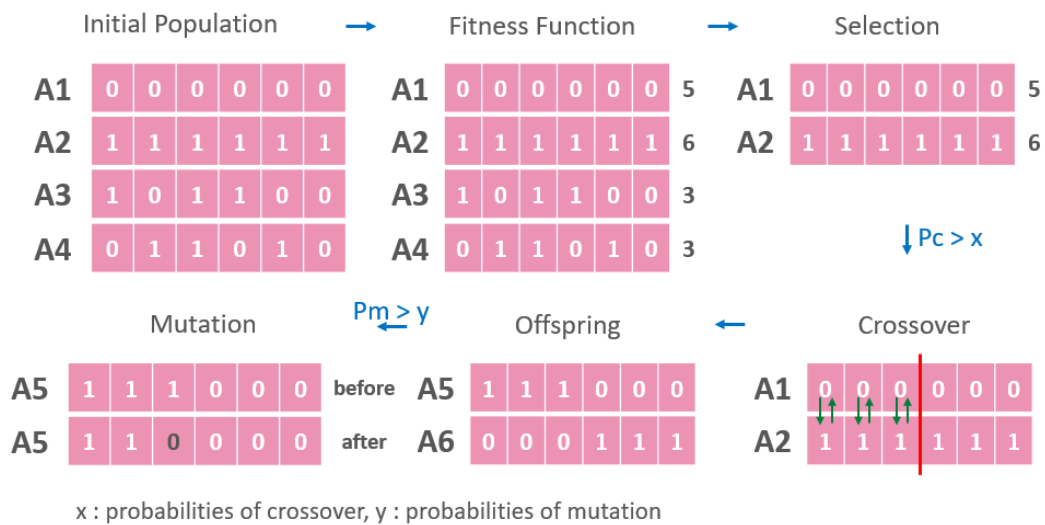 Initial Population → Fitness Function → Selection
A1 0 0 0 0 0 0 A1 0 0 0 0 0 0 5 A1 0 0 0 0 0 0 5
A2 1 1 1 1 1 1 A2 1 1 1 1 1 1 6 A2 1 1 1 1 1 1 6
A3 1 0 1 1 0 0 A3 1 0 1 1 0 0 3
A4 0 1 1 0 1 0 A4 0 1 1 0 1 0 3
↓ Pc > x
Mutation Pm > y ← Offspring ← Crossover
A5 1 1 1 0 0 0 before A5 1 1 1 0 0 0 A1 0 0 0 0 0 0
A5 1 1 0 0 0 0 after A6 0 0 0 1 1 1 A2 1 1 1 1 1 1
x : probabilities of crossover, y : probabilities of mutation